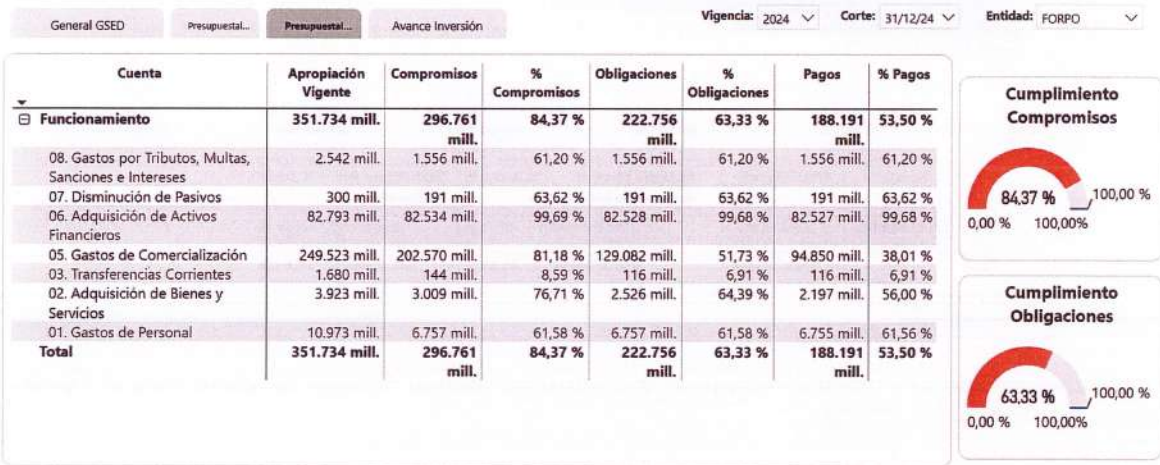 General GSED Presupuestal... Presupuestal... Avance Inversión Vigencia: 2024 Corte: 31/12/24 Entidad: FORPO
Cuenta Apropiación Vigente Compromisos % Compromisos Obligaciones % Obligaciones Pagos % Pagos
Funcionamiento 351.734 mill. 296.761 mill. 84,37 % 222.756 mill. 63,33 % 188.191 mill. 53,50 %
08. Gastos por Tributos, Multas, Sanciones e Intereses 2.542 mill. 1.556 mill. 61,20 % 1.556 mill. 61,20 % 1.556 mill. 61,20 %
07. Disminución de Pasivos 300 mill. 191 mill. 63,62 % 191 mill. 63,62 % 191 mill. 63,62 %
06. Adquisición de Activos Financieros 82.793 mill. 82.534 mill. 99,69 % 82.528 mill. 99,68 % 82.527 mill. 99,68 %
05. Gastos de Comercialización 249.523 mill. 202.570 mill. 81,18 % 129.082 mill. 51,73 % 94.850 mill. 38,01 %
03. Transferencias Corrientes 1.680 mill. 144 mill. 8,59 % 116 mill. 6,91 % 116 mill. 6,91 %
02. Adquisición de Bienes y Servicios 3.923 mill. 3.009 mill. 76,71 % 2.526 mill. 64,39 % 2.197 mill. 56,00 %
01. Gastos de Personal 10.973 mill. 6.757 mill. 61,58 % 6.757 mill. 61,58 % 6.755 mill. 61,56 %
Total 351.734 mill. 296.761 mill. 84,37 % 222.756 mill. 63,33 % 188.191 mill. 53,50 %
Cumplimiento
Compromisos
84,37 % 100,00 %
0,00 % 100,00%
Cumplimiento
Obligaciones
63,33 % 100,00 %
0,00 % 100,00%